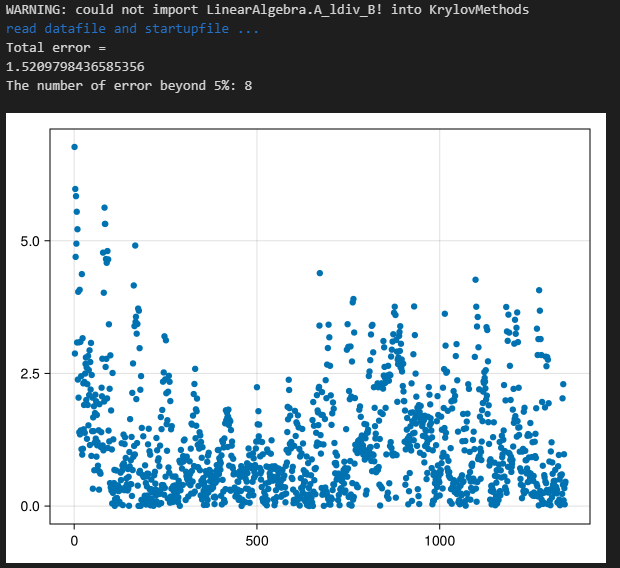 WARNING: could not import LinearAlgebra.A_ldiv_B! into KrylovMethods
read datafile and startupfile ...
Total error =
1.5209798436585356
The number of error beyond 5%: 8
5.0
2.5
0.0
0 500 1000